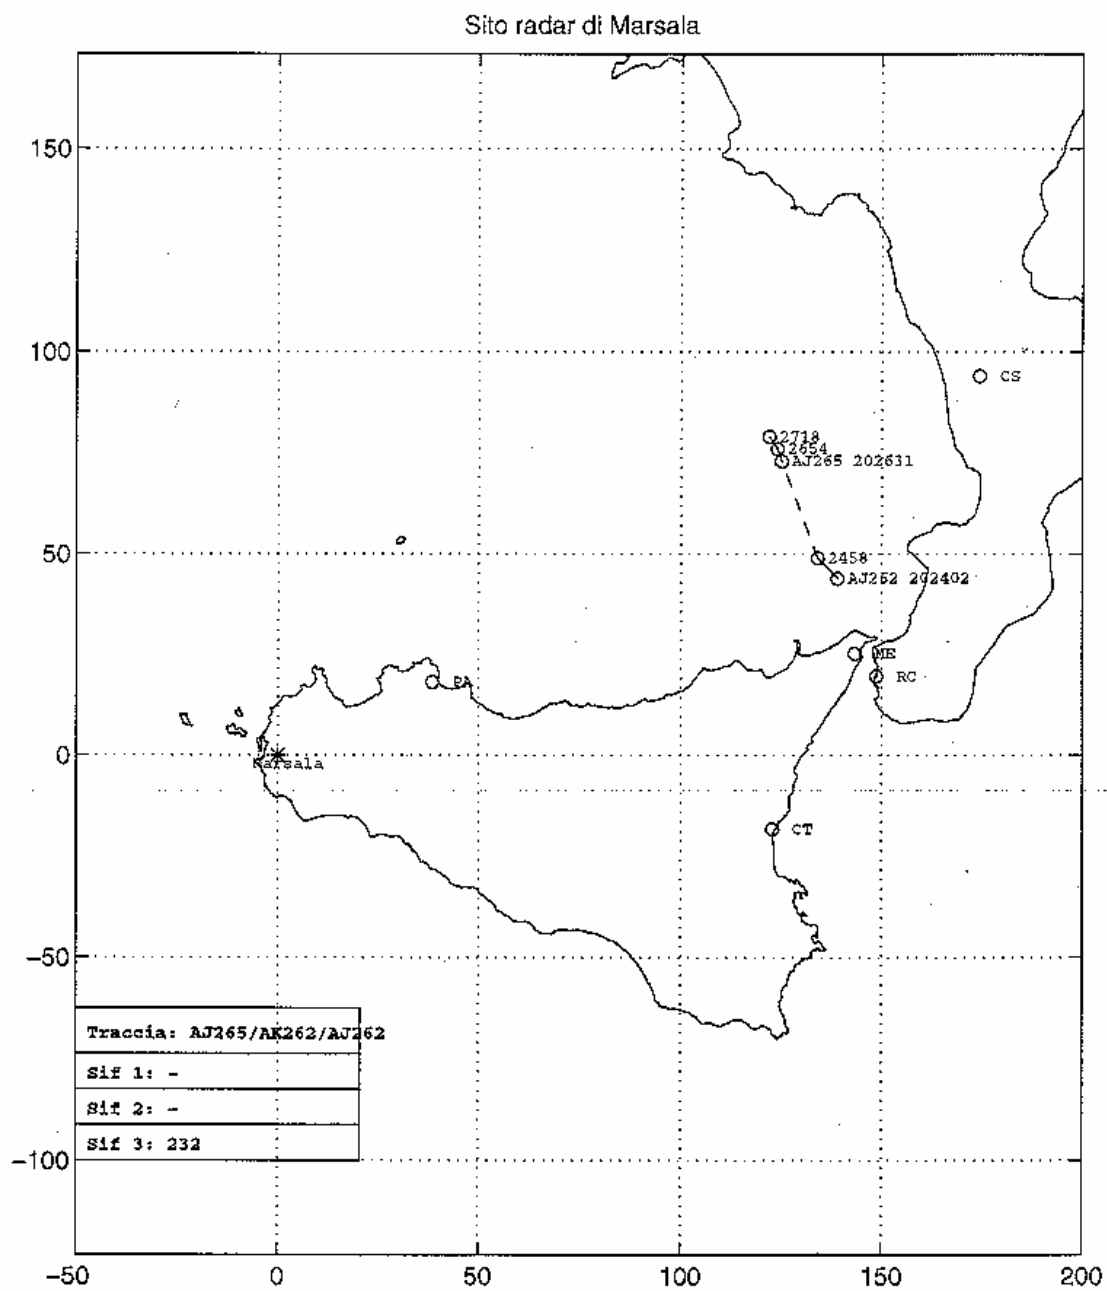 Sito radar di Marsala
150
100
50
0
-50
-100
CS
2718
2654
AJ265 202631
2458
AJ262 202402
ME
RC
PA
Marsala
CT
Traccia: AJ265/AK262/AJ262
Sif 1: -
Sif 2: -
Sif 3: 232
-50 0 50 100 150 200